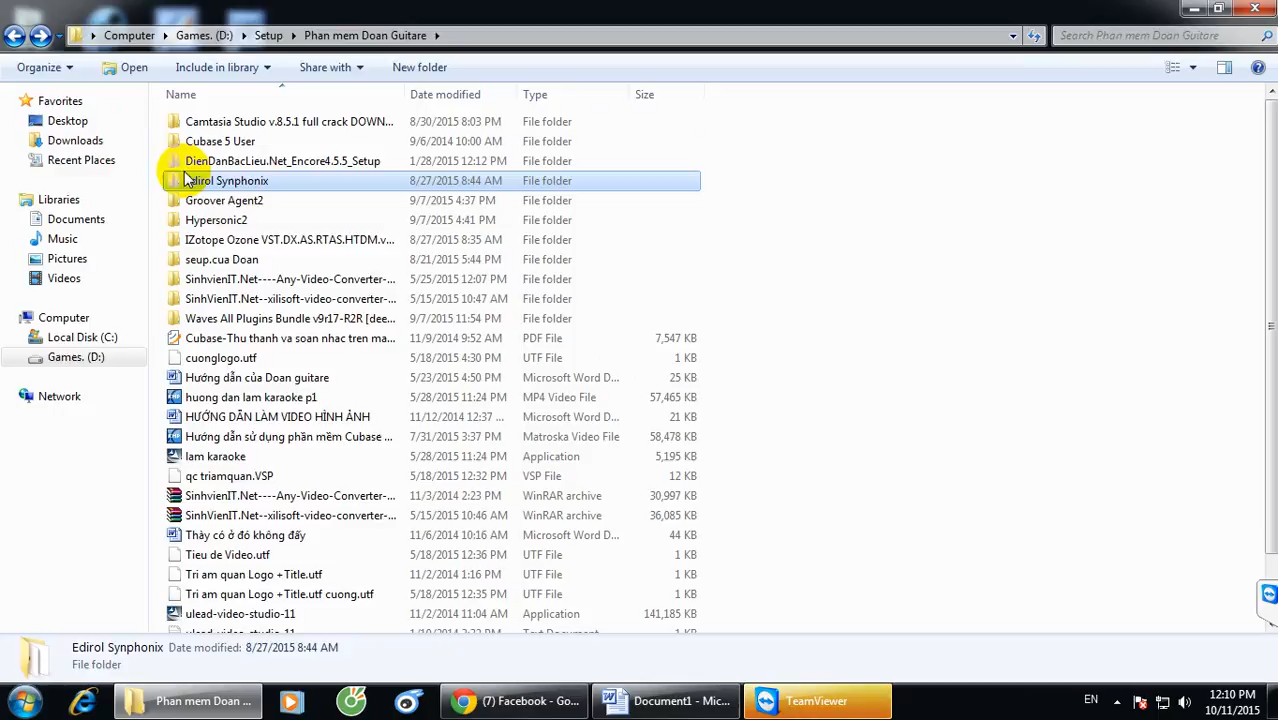 Computer Games. (D:) Setup Phan mem Doan Guitare
Search Phan mem Doan Guitare
Organize Open Include in library Share with New folder
Name Date modified Type Size
Favorites
Desktop
Downloads
Recent Places
Libraries
Documents
Music
Pictures
Videos
Computer
Local Disk (C:)
Games. (D:)
Network
Camtasia Studio v.8.5.1 full crack DOWN... 8/30/2015 8:03 PM File folder
Cubase 5 User 9/6/2014 10:00 AM File folder
DienDanBacLieu.Net_Encore4.5.5_Setup 1/28/2015 12:12 PM File folder
Edirol Synphonix 8/27/2015 8:44 AM File folder
Groover Agent2 9/7/2015 4:37 PM File folder
Hypersonic2 9/7/2015 4:41 PM File folder
IZotope Ozone VST.DX.AS.RTAS.HTDM.v... 8/27/2015 8:35 AM File folder
seup.cua Doan 8/21/2015 5:44 PM File folder
SinhvienIT.Net----Any-Video-Converter-... 5/25/2015 12:07 PM File folder
SinhVienIT.Net--xilisoft-video-converter-... 5/15/2015 10:47 AM File folder
Waves All Plugins Bundle v9r17-R2R [dee... 9/7/2015 11:54 PM File folder
Cubase-Thu thanh va soan nhac tren ma... 11/9/2014 9:52 AM PDF File 7,547 KB
cuonglogo.utf 5/18/2015 4:30 PM UTF File 1 KB
Hướng dẫn của Doan guitare 5/23/2015 4:50 PM Microsoft Word D... 25 KB
huong dan lam karaoke p1 5/28/2015 11:24 PM MP4 Video File 57,465 KB
HƯỚNG DẪN LÀM VIDEO HÌNH ẢNH 11/12/2014 12:37 ... Microsoft Word D... 21 KB
Hướng dẫn sử dụng phần mềm Cubase ... 7/31/2015 3:37 PM Matroska Video File 58,478 KB
lam karaoke 5/28/2015 11:24 PM Application 5,195 KB
qc triamquan.VSP 5/18/2015 12:32 PM VSP File 12 KB
SinhvienIT.Net----Any-Video-Converter-... 11/3/2014 2:23 PM WinRAR archive 30,997 KB
SinhVienIT.Net--xilisoft-video-converter-... 5/15/2015 10:46 AM WinRAR archive 36,085 KB
Thày có ở đó không đấy 11/6/2014 10:16 AM Microsoft Word D... 44 KB
Tieu de Video.utf 5/18/2015 12:36 PM UTF File 1 KB
Tri am quan Logo +Title.utf 11/2/2014 1:16 PM UTF File 1 KB
Tri am quan Logo +Title.utf cuong.utf 5/18/2015 12:35 PM UTF File 1 KB
ulead-video-studio-11 11/2/2014 11:04 AM Application 141,185 KB
ulead-video-studio-11 Text Document 1 KB
Edirol Synphonix Date modified: 8/27/2015 8:44 AM
File folder
Phan mem Doan ... (7) Facebook - Go... Document1 - Mic... TeamViewer EN 12:10 PM
10/11/2015